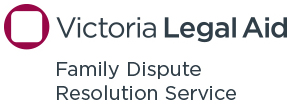 Victoria Legal Aid
Family Dispute
Resolution Service